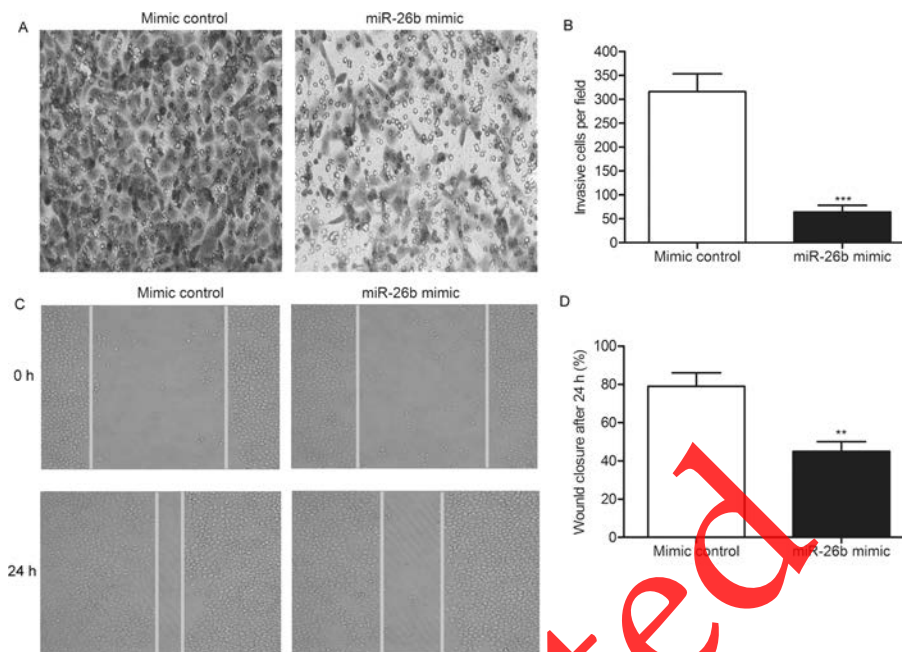 A
Mimic control
miR-26b mimic
B
400
350
300
250
200
150
100
50
0
Invasive cells per field
***
Mimic control
miR-26b mimic
C
Mimic control
miR-26b mimic
0 h
24 h
D
100
80
60
40
20
0
Wounld closure after 24 h (%)
**
Mimic control
miR-26b mimic
ted